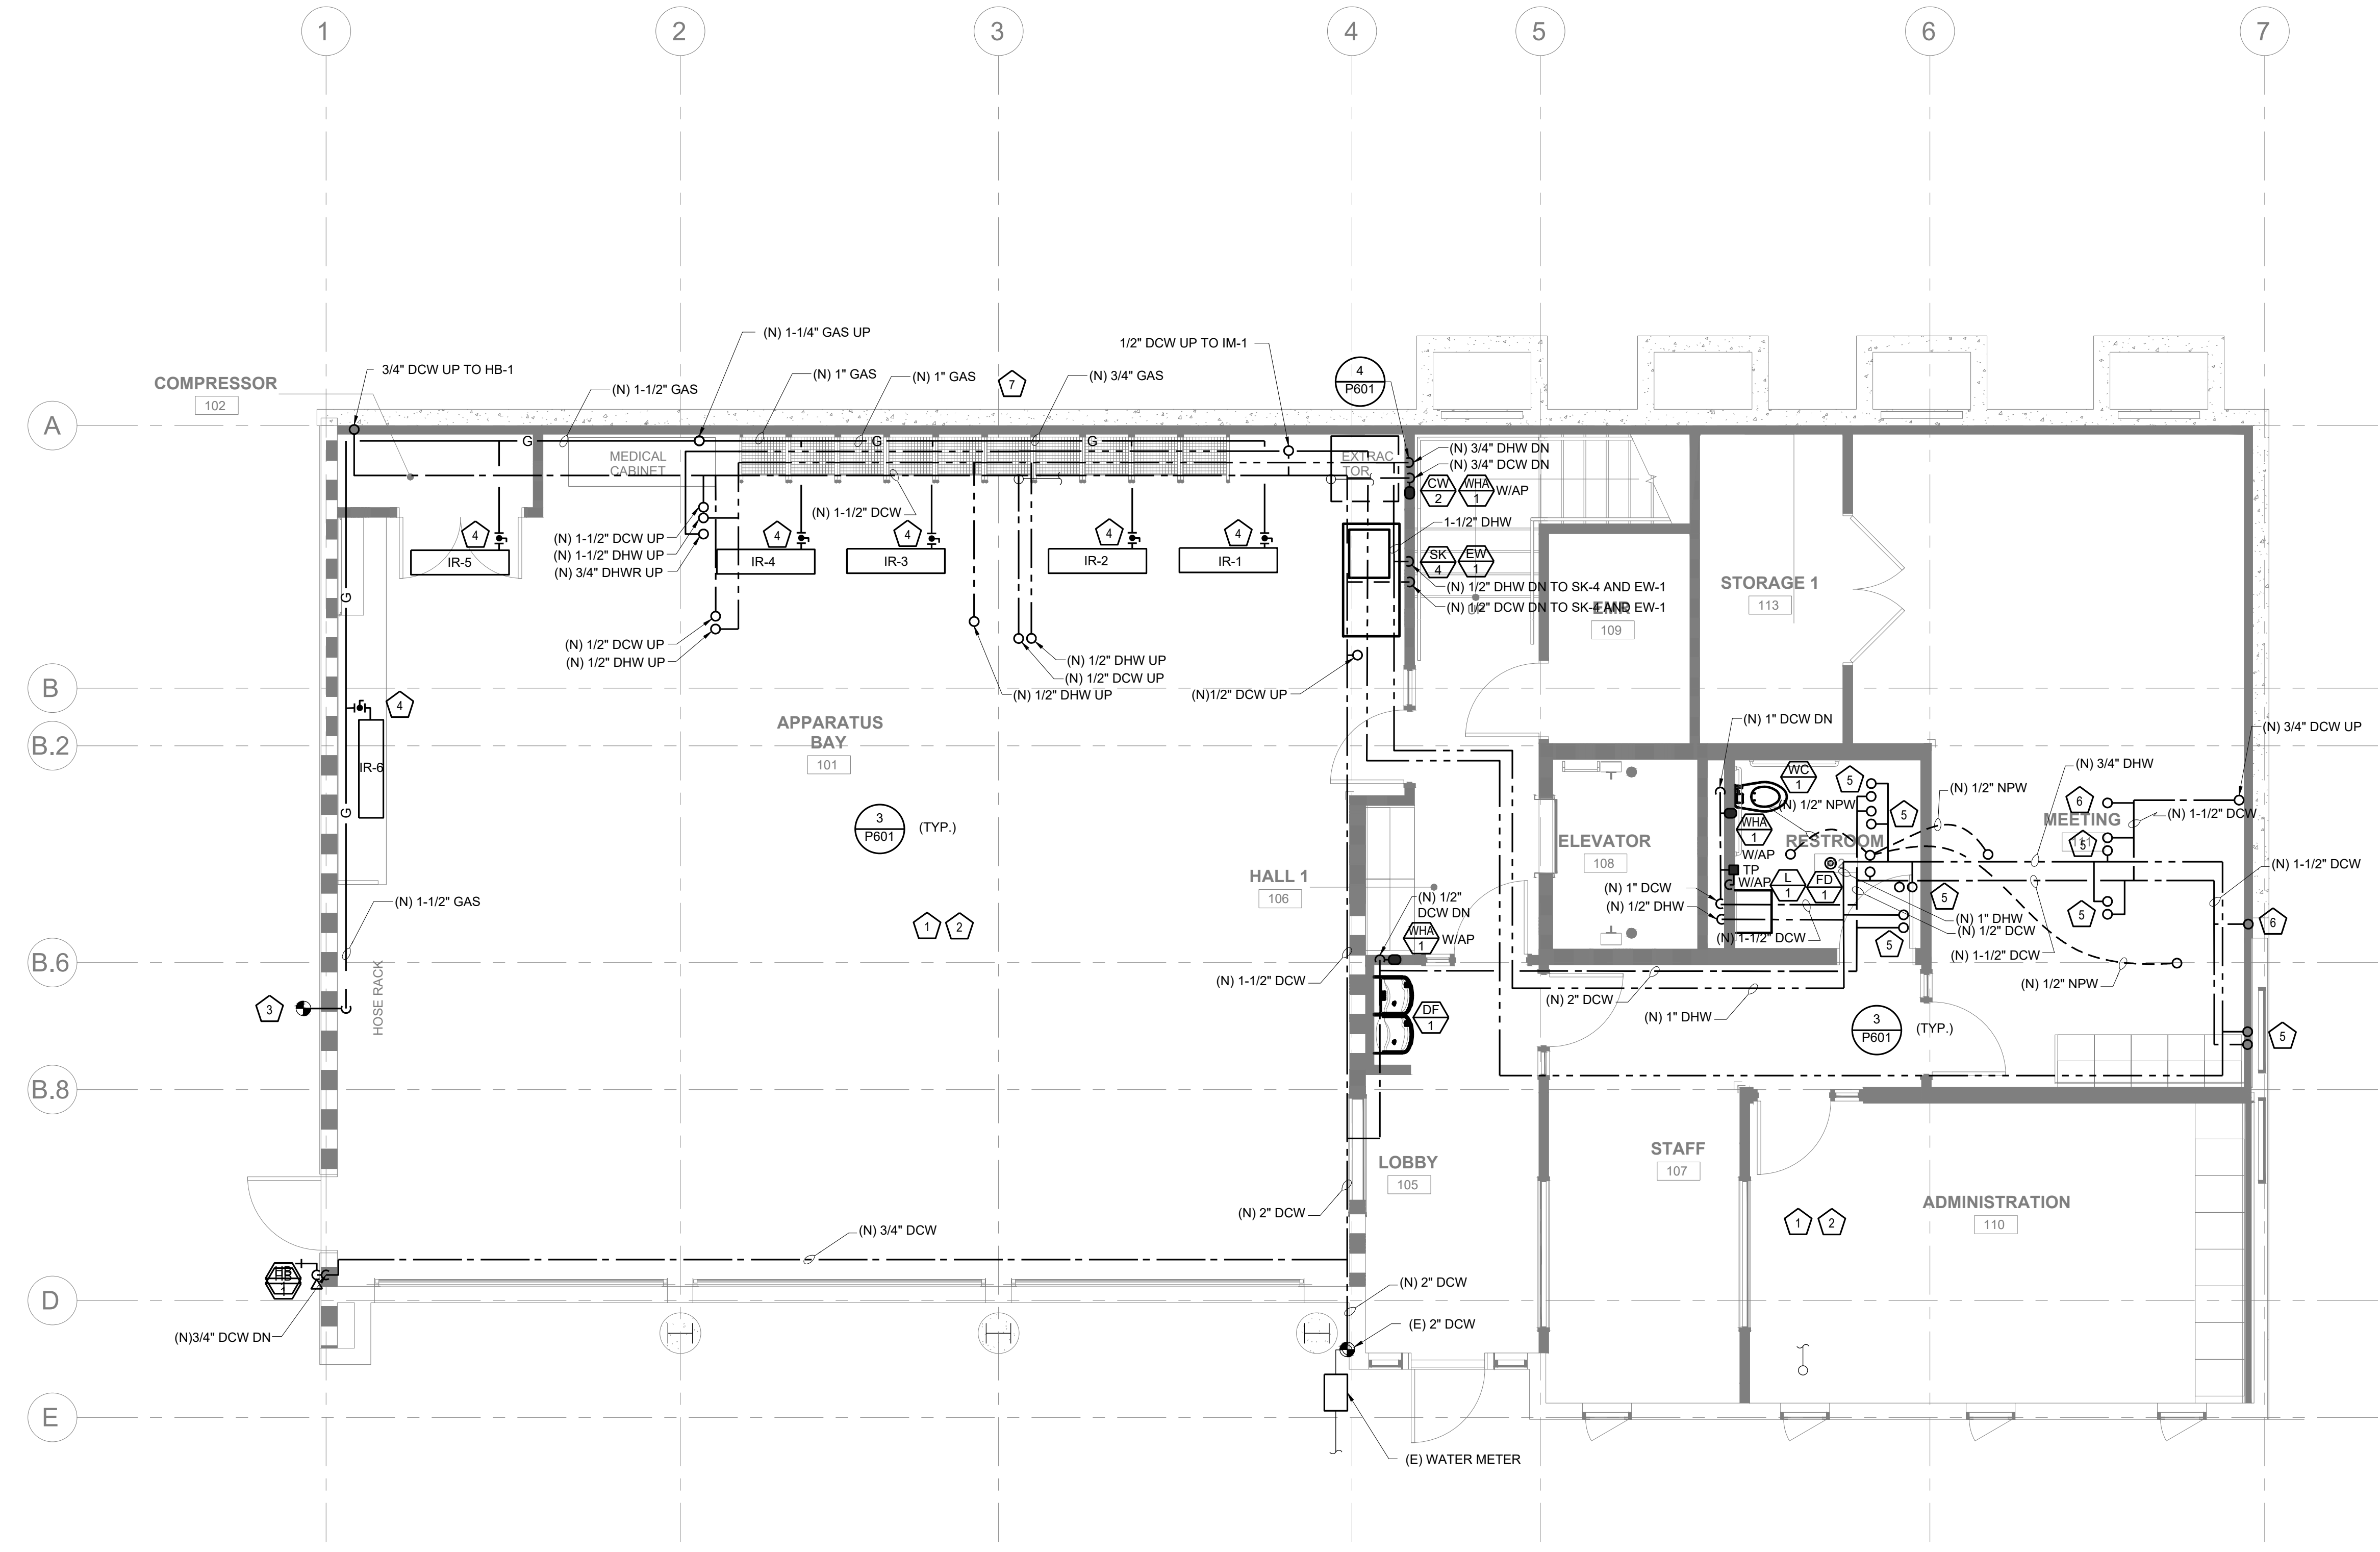 1
2
3
4
5
6
7
(N) 1-1/4" GAS UP
1/2" DCW UP TO IM-1
3/4" DCW UP TO HB-1
(N) 1" GAS
(N) 1" GAS
7
(N) 3/4" GAS
4
P601
COMPRESSOR
102
(N) 1-1/2" GAS
A
G
G
G
MEDICAL
CABINET
EXTRAC
TOR
(N) 3/4" DHW DN
(N) 3/4" DCW DN
CW
2
WHA
1
W/AP
(N) 1-1/2" DCW
1-1/2" DHW
(N) 1-1/2" DCW UP
(N) 1-1/2" DHW UP
(N) 3/4" DHWR UP
4
IR-5
4
IR-4
4
IR-3
4
IR-2
4
IR-1
SK
4
EW
1
(N) 1/2" DHW DN TO SK-4 AND EW-1
(N) 1/2" DCW DN TO SK-4 AND EW-1
UP
EMR
109
STORAGE 1
113
G
(N) 1/2" DCW UP
(N) 1/2" DHW UP
(N) 1/2" DHW UP
(N) 1/2" DCW UP
(N) 1/2" DHW UP
(N)1/2" DCW UP
B
4
IR-6
APPARATUS
BAY
101
B.2
(N) 1" DCW DN
(N) 3/4" DCW UP
(N) 3/4" DHW
G
3
P601
(TYP.)
WC
1
5
(N) 1/2" NPW
5
(N) 1/2" NPW
6
(N) 1-1/2" DCW
MEETING
111
5
WHA
1
W/AP
ELEVATOR
108
RESTROOM
TP
W/AP
L
1
FD
1
(N) 1-1/2" DCW
HALL 1
106
(N) 1" DCW
(N) 1/2" DHW
5
5
(N) 1/2"
DCW DN
(N) 1-1/2" GAS
1
2
WHA
1
W/AP
(N) 1-1/2" DCW
5
(N) 1" DHW
(N) 1/2" DCW
(N) 1-1/2" DCW
6
B.6
HOSE RACK
(N) 1-1/2" DCW
(N) 2" DCW
(N) 1/2" NPW
3
DF
1
(N) 1" DHW
3
P601
(TYP.)
5
B.8
LOBBY
105
STAFF
107
ADMINISTRATION
110
1
2
(N) 2" DCW
(N) 3/4" DCW
HB
1
(N) 2" DCW
D
(N)3/4" DCW DN
(E) 2" DCW
E
(E) WATER METER